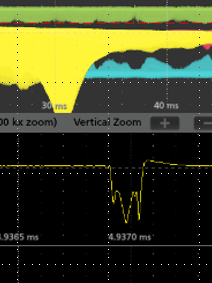 30 ms 40 ms
00 kx zoom) Vertical Zoom + -
4.9365 ms 4.9370 ms